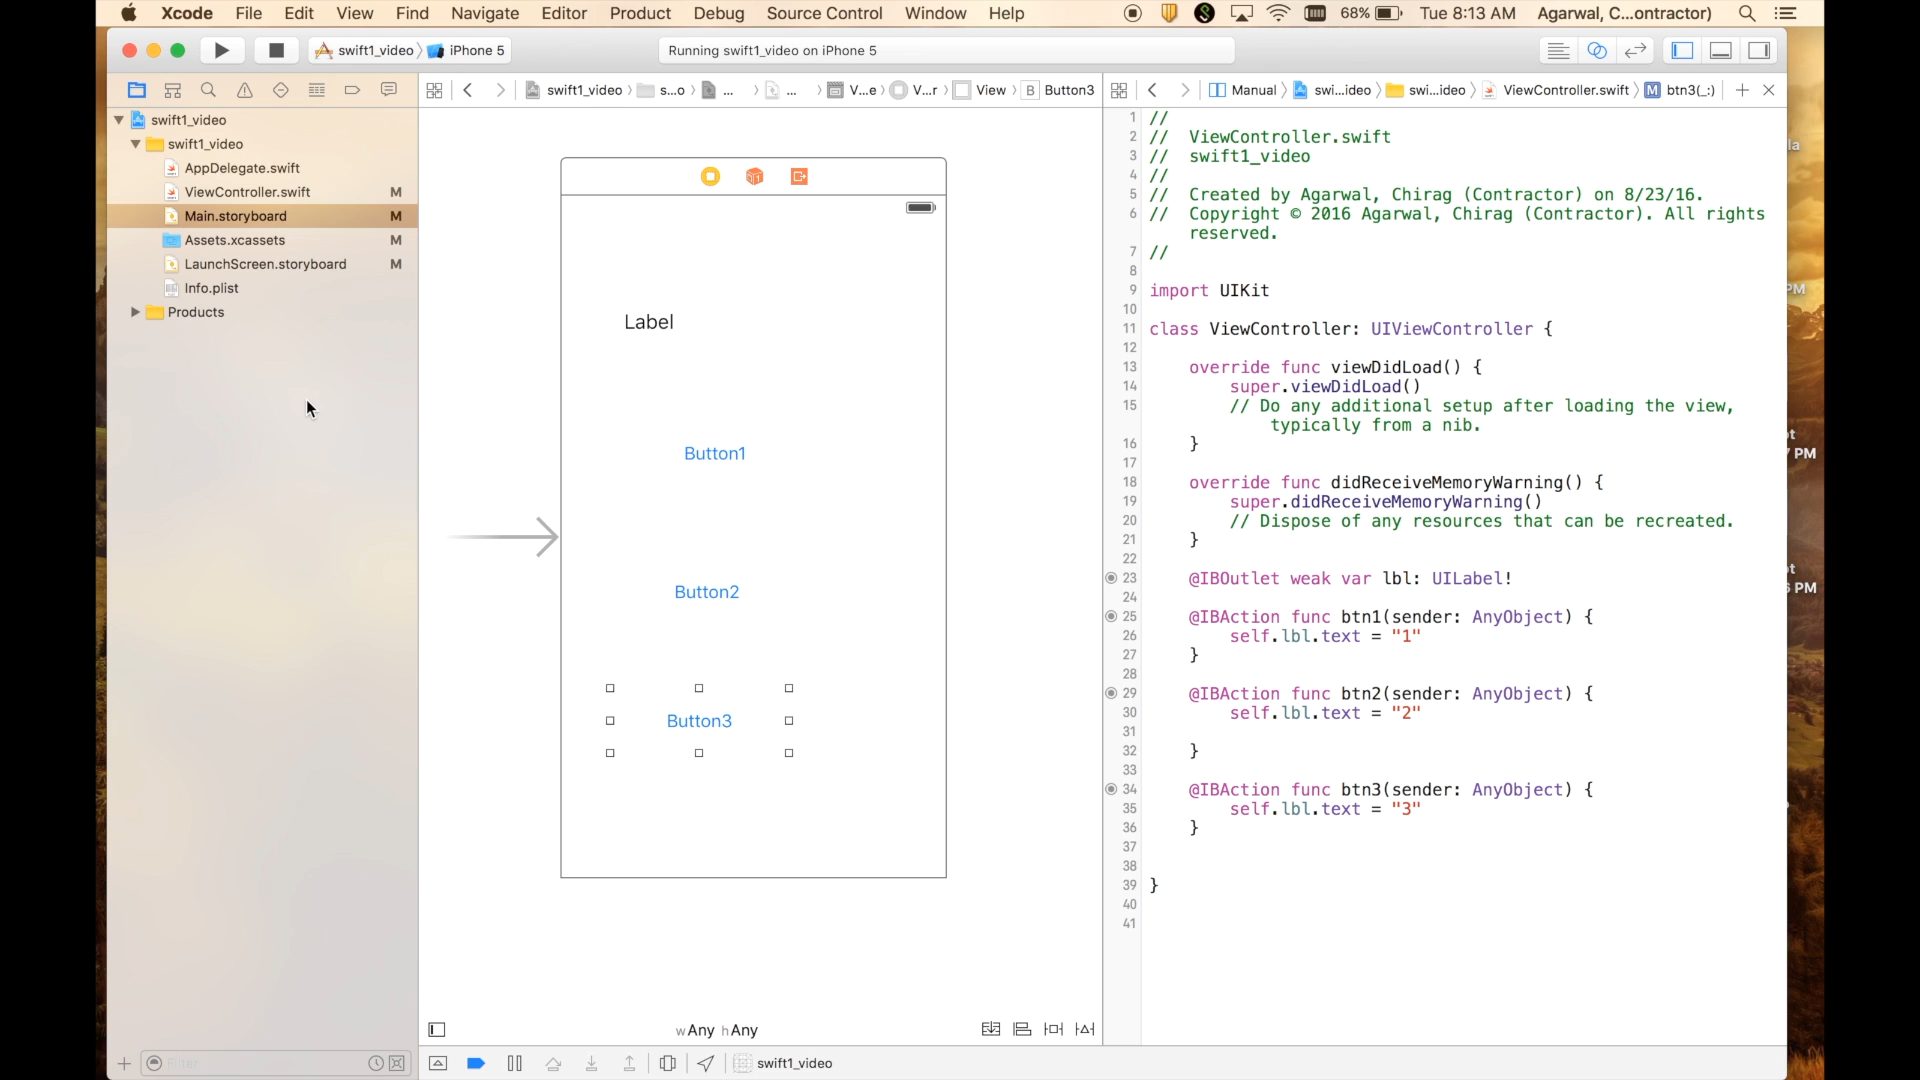 Xcode File Edit View Find Navigate Editor Product Debug Source Control Window Help 68% Tue 8:13 AM Agarwal, C...ontractor)
swift1_video iPhone 5 Running swift1_video on iPhone 5
swift1_video s...o ... ... V...e V...r View B Button3 Manual swi...ideo swi...ideo ViewController.swift M btn3(_:)
swift1_video
swift1_video
AppDelegate.swift
ViewController.swift M
Main.storyboard M
Assets.xcassets M
LaunchScreen.storyboard M
Info.plist
Products
Label
Button1
Button2
Button3
wAny hAny
1 //
2 // ViewController.swift
3 // swift1_video
4 //
5 // Created by Agarwal, Chirag (Contractor) on 8/23/16.
6 // Copyright © 2016 Agarwal, Chirag (Contractor). All rights
reserved.
7 //
8
9 import UIKit
10
11 class ViewController: UIViewController {
12
13 override func viewDidLoad() {
14 super.viewDidLoad()
15 // Do any additional setup after loading the view,
typically from a nib.
16 }
17
18 override func didReceiveMemoryWarning() {
19 super.didReceiveMemoryWarning()
20 // Dispose of any resources that can be recreated.
21 }
22
23 @IBOutlet weak var lbl: UILabel!
24
25 @IBAction func btn1(sender: AnyObject) {
26 self.lbl.text = "1"
27 }
28
29 @IBAction func btn2(sender: AnyObject) {
30 self.lbl.text = "2"
31
32 }
33
34 @IBAction func btn3(sender: AnyObject) {
35 self.lbl.text = "3"
36 }
37
38
39 }
40
41
la
PM
PM
PM
Filter
swift1_video